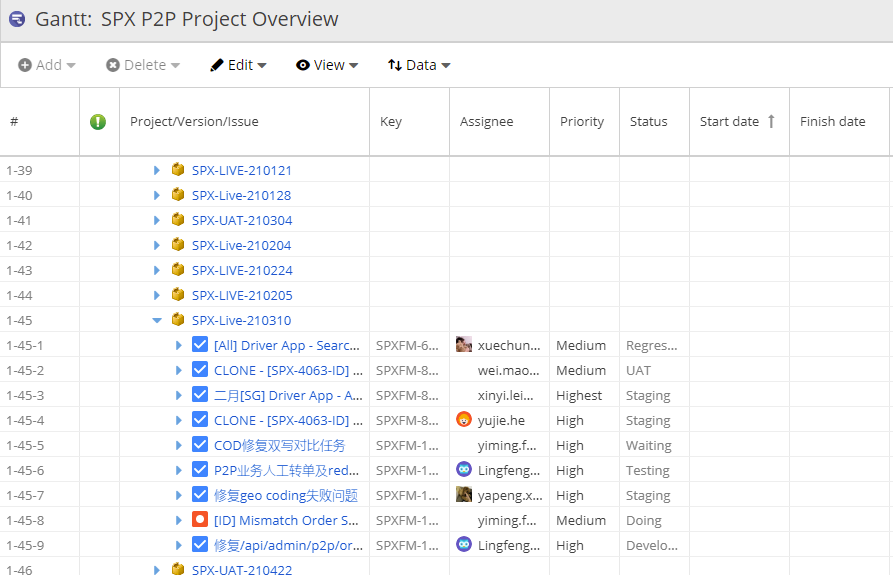 Gantt: SPX P2P Project Overview
Add Delete Edit View Data
# Project/Version/Issue Key Assignee Priority Status Start date Finish date
1-39 SPX-LIVE-210121
1-40 SPX-Live-210128
1-41 SPX-UAT-210304
1-42 SPX-Live-210204
1-43 SPX-LIVE-210224
1-44 SPX-LIVE-210205
1-45 SPX-Live-210310
1-45-1 [All] Driver App - Searc... SPXFM-6... xuechun... Medium Regres...
1-45-2 CLONE - [SPX-4063-ID] ... SPXFM-8... wei.mao... Medium UAT
1-45-3 二月[SG] Driver App - A... SPXFM-8... xinyi.lei... Highest Staging
1-45-4 CLONE - [SPX-4063-ID] ... SPXFM-8... yujie.he High Staging
1-45-5 COD修复双写对比任务 SPXFM-1... yiming.f... High Waiting
1-45-6 P2P业务人工转单及red... SPXFM-1... Lingfeng... High Testing
1-45-7 修复geo coding失败问题 SPXFM-1... yapeng.x... High Staging
1-45-8 [ID] Mismatch Order S... SPXFM-1... yiming.f... Medium Doing
1-45-9 修复/api/admin/p2p/or... SPXFM-1... Lingfeng... High Develo...
1-46 SPX-UAT-210422